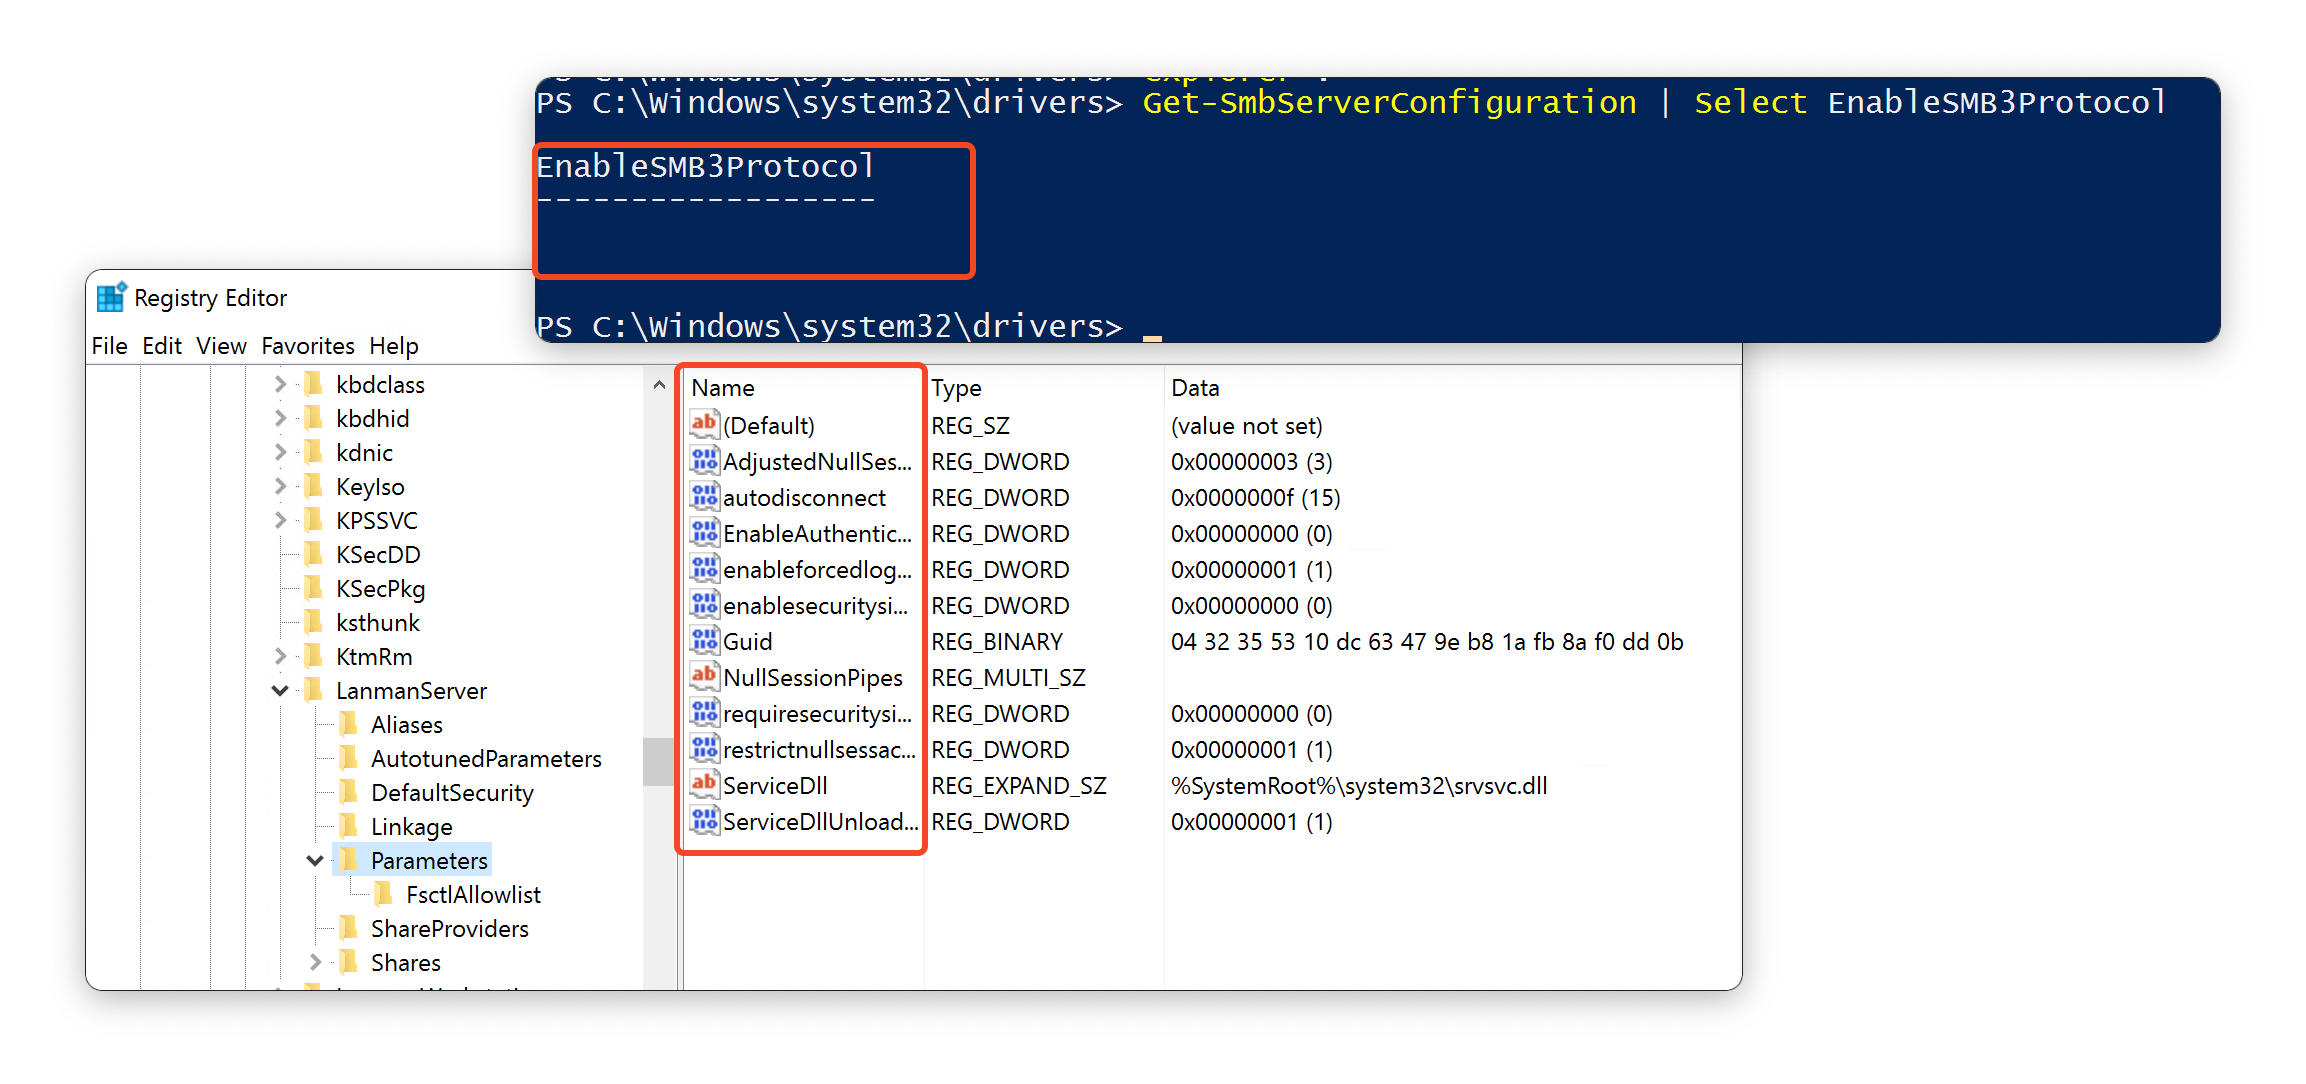 PS C:\Windows\system32\drivers> explorer .
PS C:\Windows\system32\drivers> Get-SmbServerConfiguration | Select EnableSMB3Protocol
EnableSMB3Protocol
------------------
PS C:\Windows\system32\drivers>
Registry Editor
File Edit View Favorites Help
kbdclass
kbdhid
kdnic
KeyIso
KPSSVC
KSecDD
KSecPkg
ksthunk
KtmRm
LanmanServer
Aliases
AutotunedParameters
DefaultSecurity
Linkage
Parameters
FsctlAllowlist
ShareProviders
Shares
Name Type Data
(Default) REG_SZ (value not set)
AdjustedNullSes... REG_DWORD 0x00000003 (3)
autodisconnect REG_DWORD 0x0000000f (15)
EnableAuthentic... REG_DWORD 0x00000000 (0)
enableforcedlog... REG_DWORD 0x00000001 (1)
enablesecuritysi... REG_DWORD 0x00000000 (0)
Guid REG_BINARY 04 32 35 53 10 dc 63 47 9e b8 1a fb 8a f0 dd 0b
NullSessionPipes REG_MULTI_SZ
requiresecuritysi... REG_DWORD 0x00000000 (0)
restrictnullsessac... REG_DWORD 0x00000001 (1)
ServiceDll REG_EXPAND_SZ %SystemRoot%\system32\srvsvc.dll
ServiceDllUnload... REG_DWORD 0x00000001 (1)